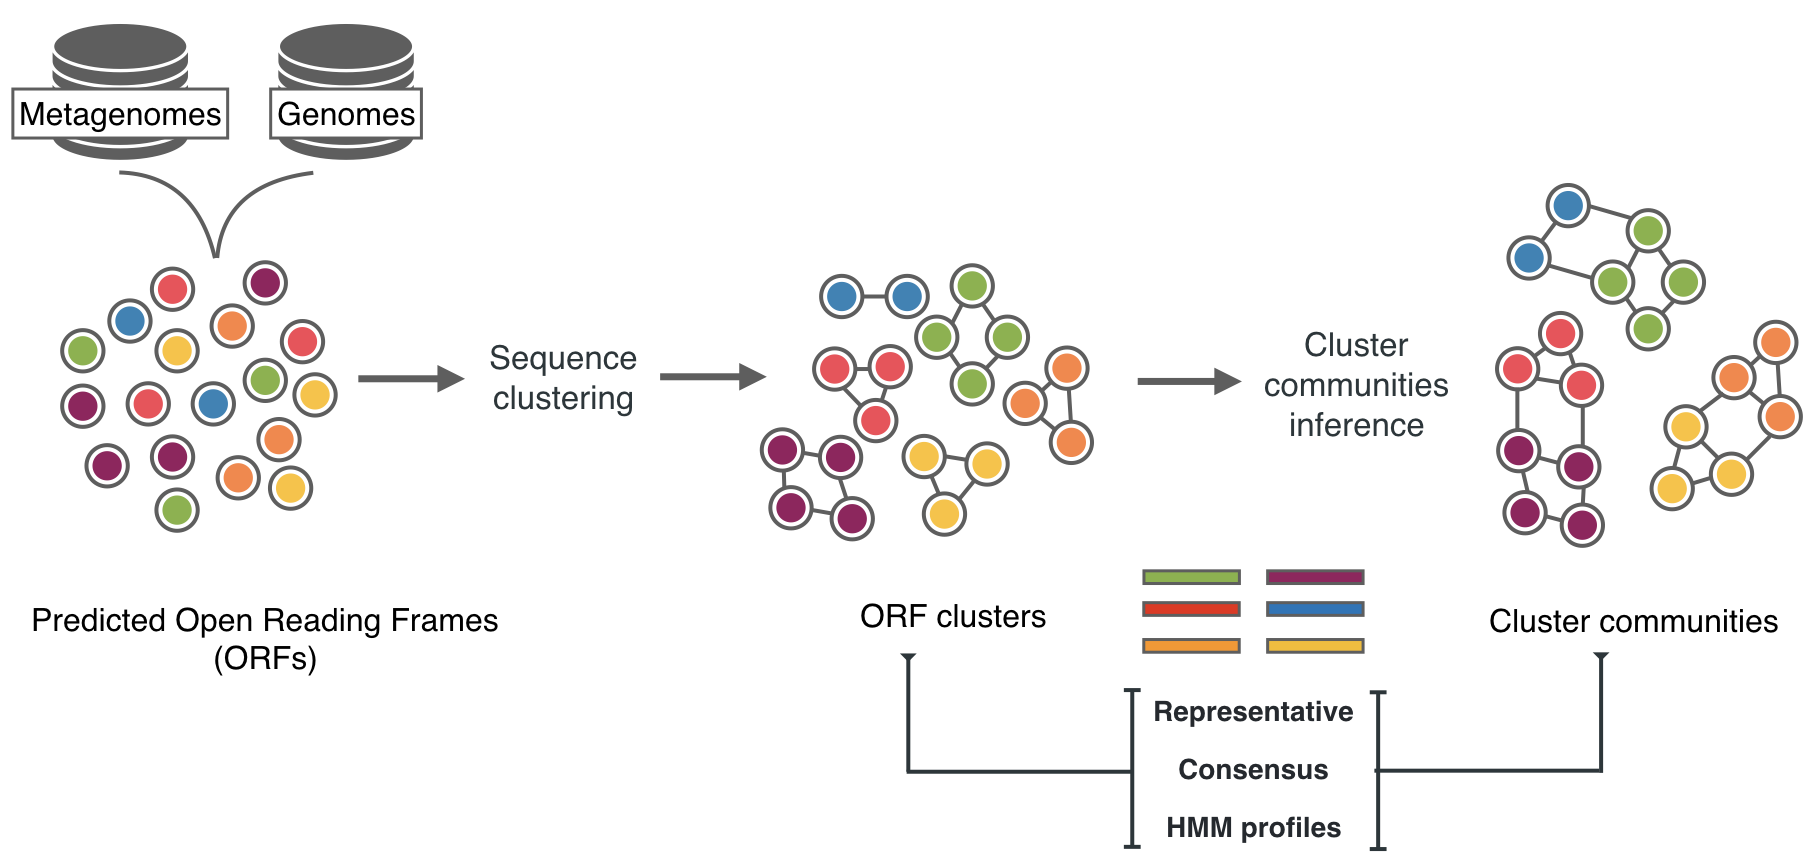 Metagenomes
Genomes
Sequence
clustering
Cluster
communities
inference
Predicted Open Reading Frames
(ORFs)
ORF clusters
Cluster communities
Representative
Consensus
HMM profiles